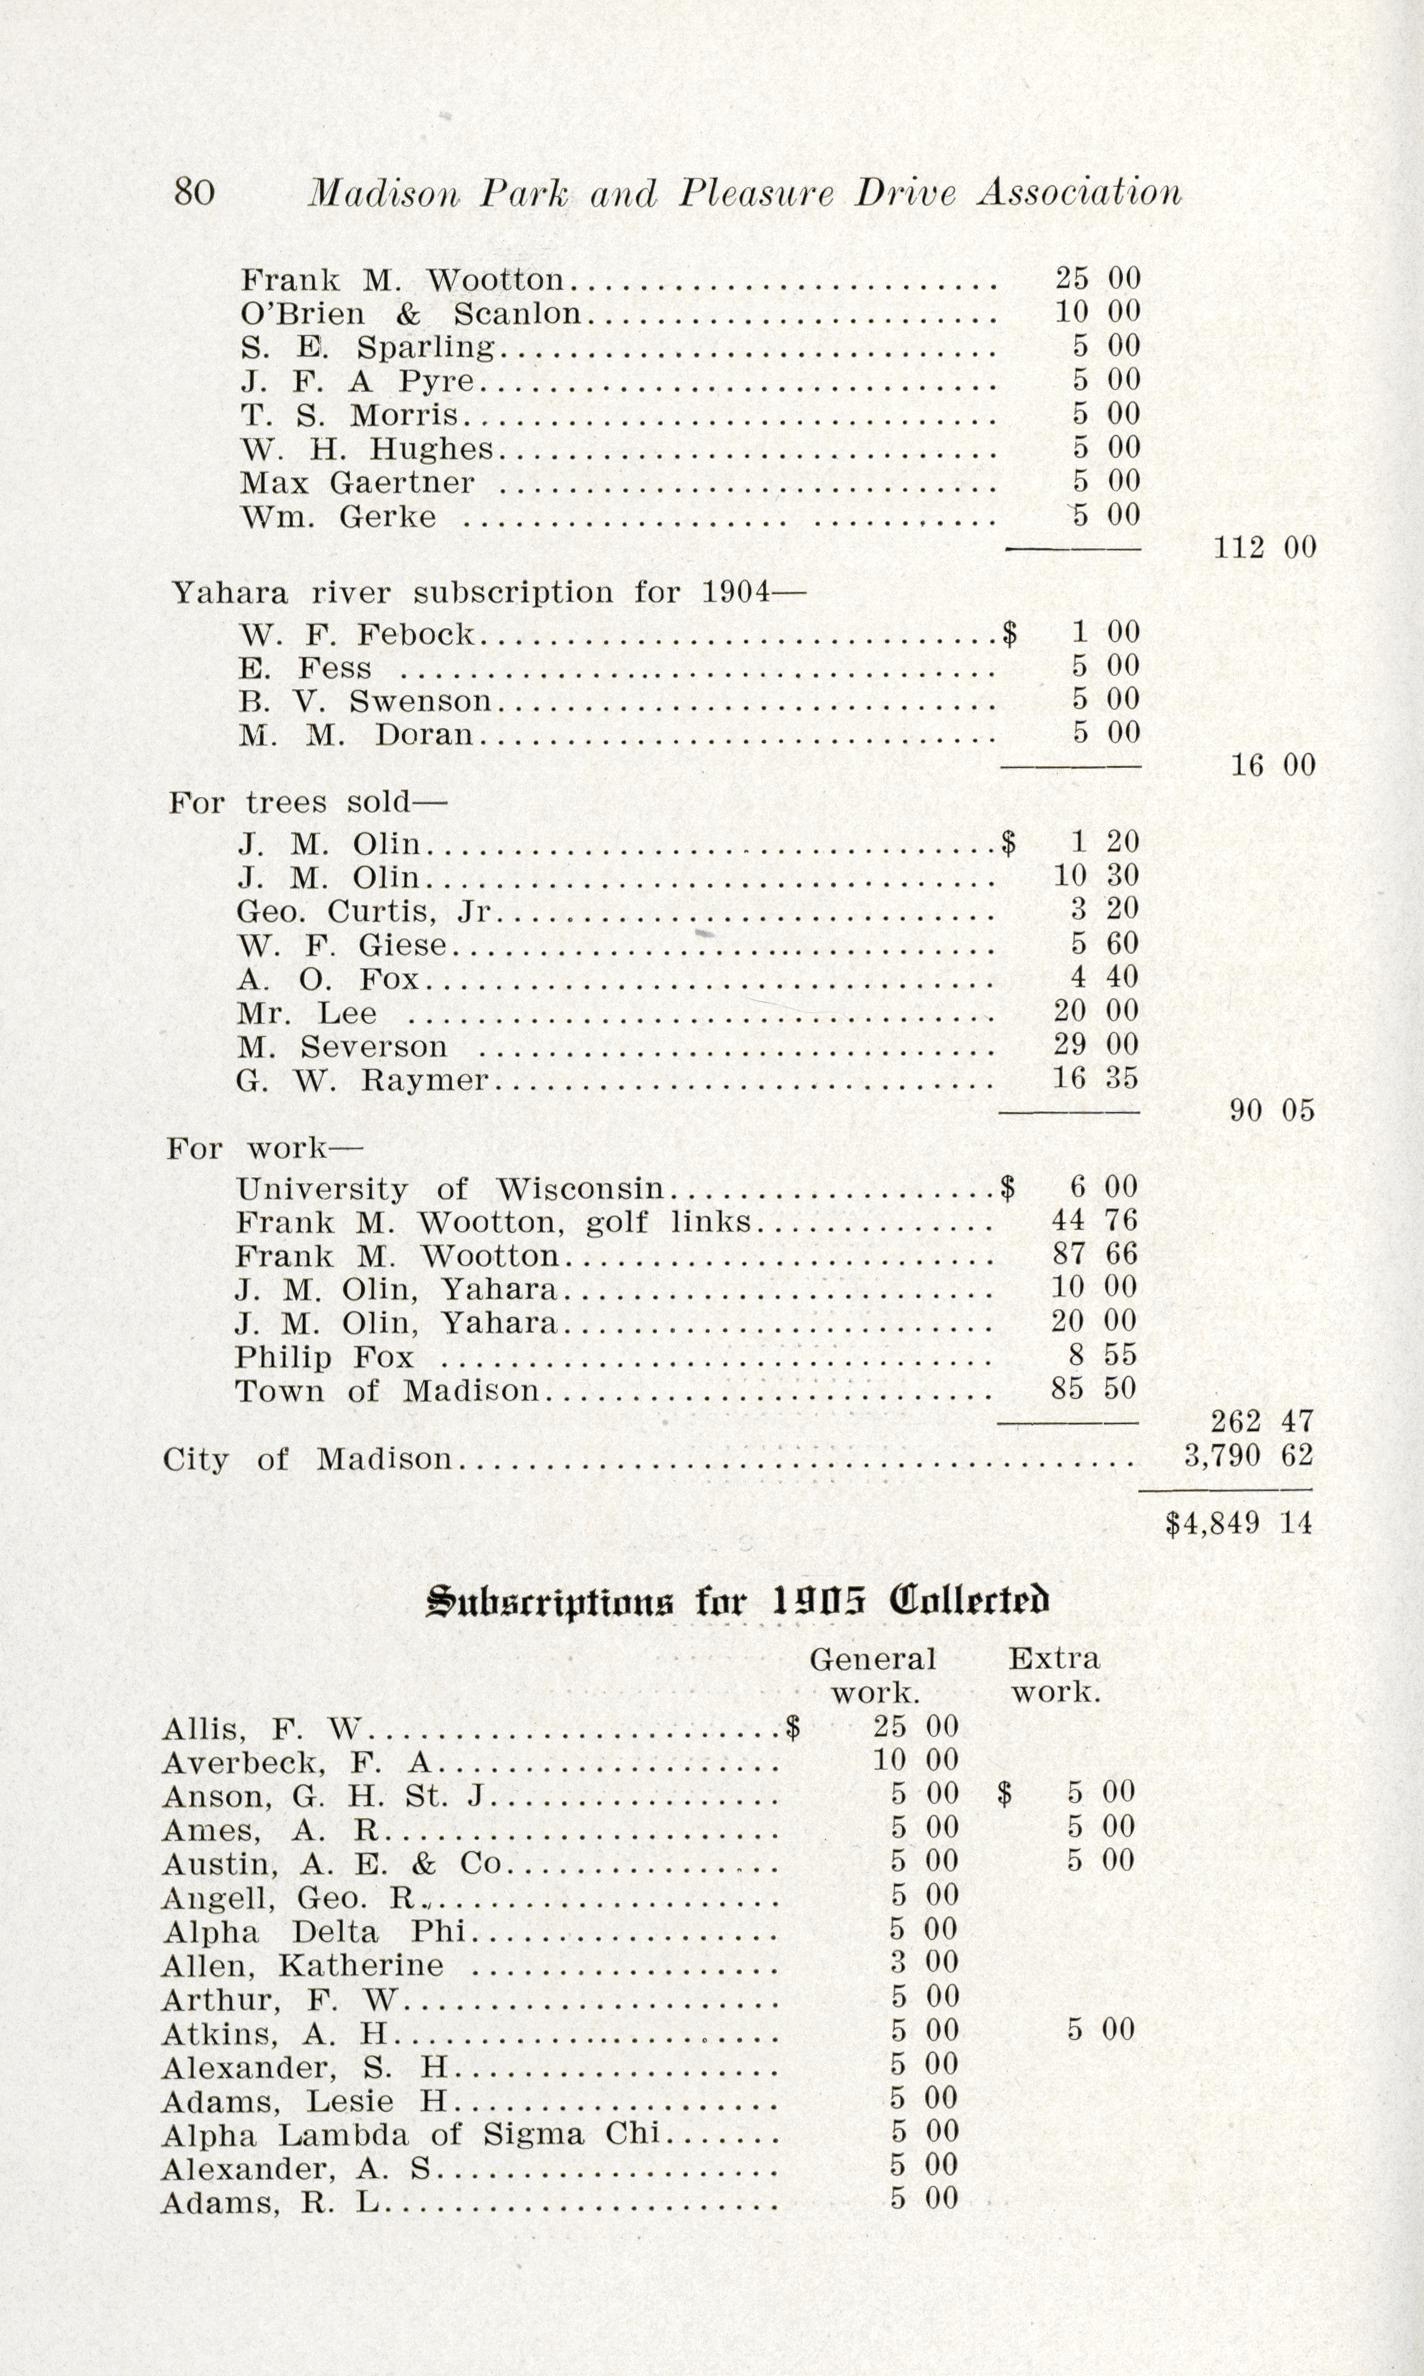 80 Madison Park and Pleasure Drive Association
Frank M. Wootton.......................... 25 00
O'Brien & Scanlon........................ 10 00
S. E. Sparling............................. 5 00
J. F. A Pyre.............................. 5 00
T. S. Morris............................... 5 00
W. H. Hughes............................. 5 00
Max Gaertner ............................. 5 00
Wm. Gerke ................... ........... 5 00
112 00
Yahara river subscription for 1904—
W. F. Febock..............................$ 1 00
E. Fess ................................... 5 00
B. V. Swenson............................. 5 00
M. M. Doran.............................. 5 00
16 00
For trees sold—
J. M. Olin.................................$ 1 20
J. M. Olin................................. 10 30
Geo. Curtis, Jr............................. 3 20
W. F. Giese................................ 5 60
A. O. Fox................................. 4 40
Mr. Lee .................................. 20 00
M. Severson .............................. 29 00
G. W. Raymer............................. 16 35
90 05
For work—
University of Wisconsin...................$ 6 00
Frank M. Wootton, golf links.............. 44 76
Frank M. Wootton......................... 87 66
J. M. Olin, Yahara......................... 10 00
J. M. Olin, Yahara......................... 20 00
Philip Fox ................................ 8 55
Town of Madison.......................... 85 50
262 47
City of Madison....................................... 3,790 62
$4,849 14
Subscriptions for 1905 Collected
General Extra
work. work.
Allis, F. W........................$ 25 00
Averbeck, F. A.................... 10 00
Anson, G. H. St. J................. 5 00 $ 5 00
Ames, A. R....................... 5 00 5 00
Austin, A. E. & Co................ 5 00 5 00
Angell, Geo. R..................... 5 00
Alpha Delta Phi.................. 5 00
Allen, Katherine .................. 3 00
Arthur, F. W...................... 5 00
Atkins, A. H....................... 5 00 5 00
Alexander, S. H................... 5 00
Adams, Lesie H................... 5 00
Alpha Lambda of Sigma Chi....... 5 00
Alexander, A. S.................... 5 00
Adams, R. L....................... 5 00